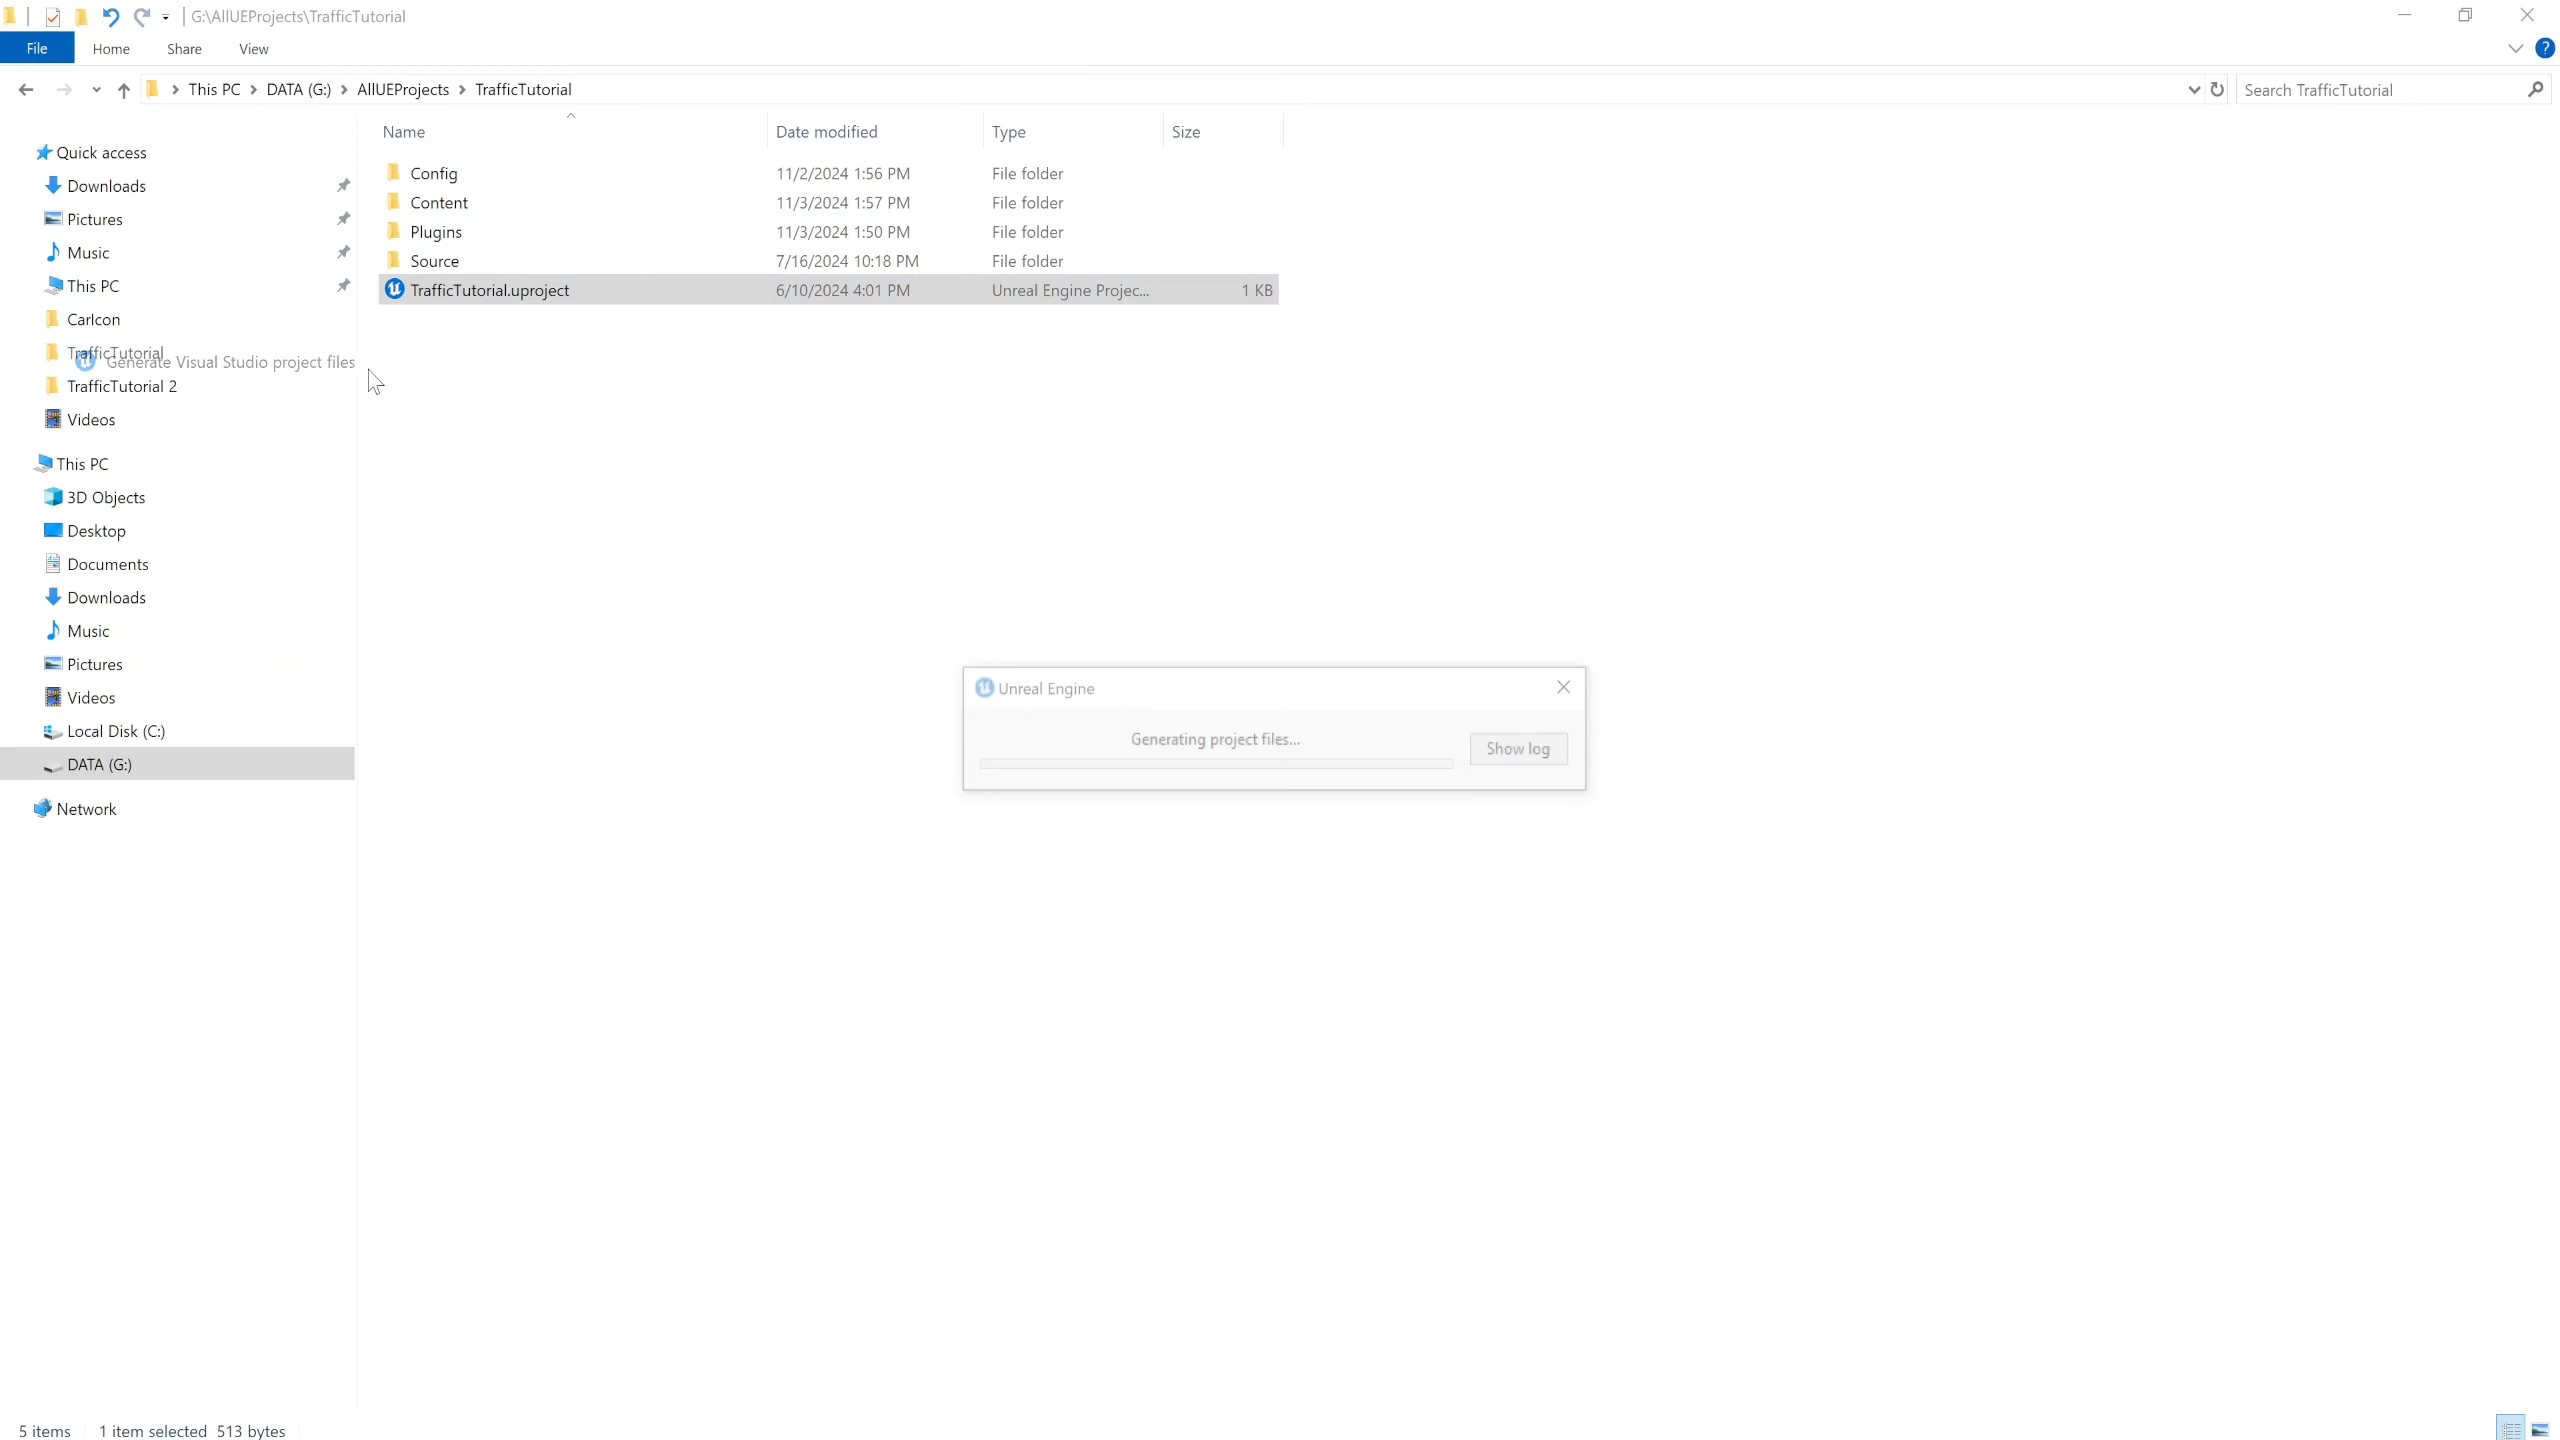 G:\AllUEProjects\TrafficTutorial
File Home Share View
This PC DATA (G:) AllUEProjects TrafficTutorial
Search TrafficTutorial
Name Date modified Type Size
Quick access
Downloads
Pictures
Music
This PC
CarIcon
TrafficTutorial
Generate Visual Studio project files
TrafficTutorial 2
Videos
This PC
3D Objects
Desktop
Documents
Downloads
Music
Pictures
Videos
Local Disk (C:)
DATA (G:)
Network
Config 11/2/2024 1:56 PM File folder
Content 11/3/2024 1:57 PM File folder
Plugins 11/3/2024 1:50 PM File folder
Source 7/16/2024 10:18 PM File folder
TrafficTutorial.uproject 6/10/2024 4:01 PM Unreal Engine Projec... 1 KB
Unreal Engine
Generating project files...
Show log
5 items 1 item selected 513 bytes